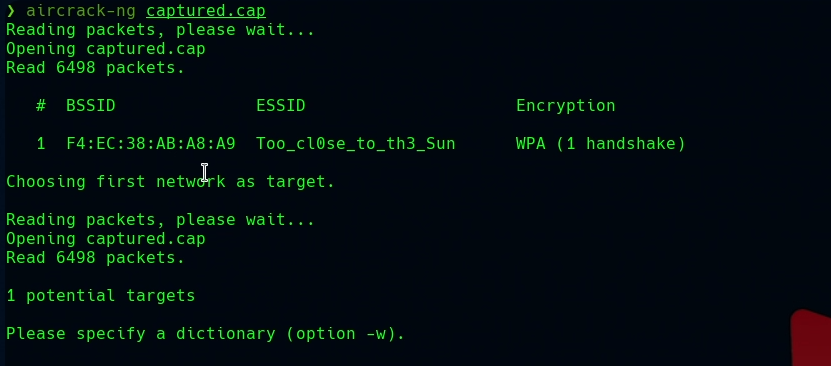 ❯ aircrack-ng captured.cap
Reading packets, please wait...
Opening captured.cap
Read 6498 packets.
# BSSID ESSID Encryption
1 F4:EC:38:AB:A8:A9 Too_cl0se_to_th3_Sun WPA (1 handshake)
Choosing first network as target.
Reading packets, please wait...
Opening captured.cap
Read 6498 packets.
1 potential targets
Please specify a dictionary (option -w).